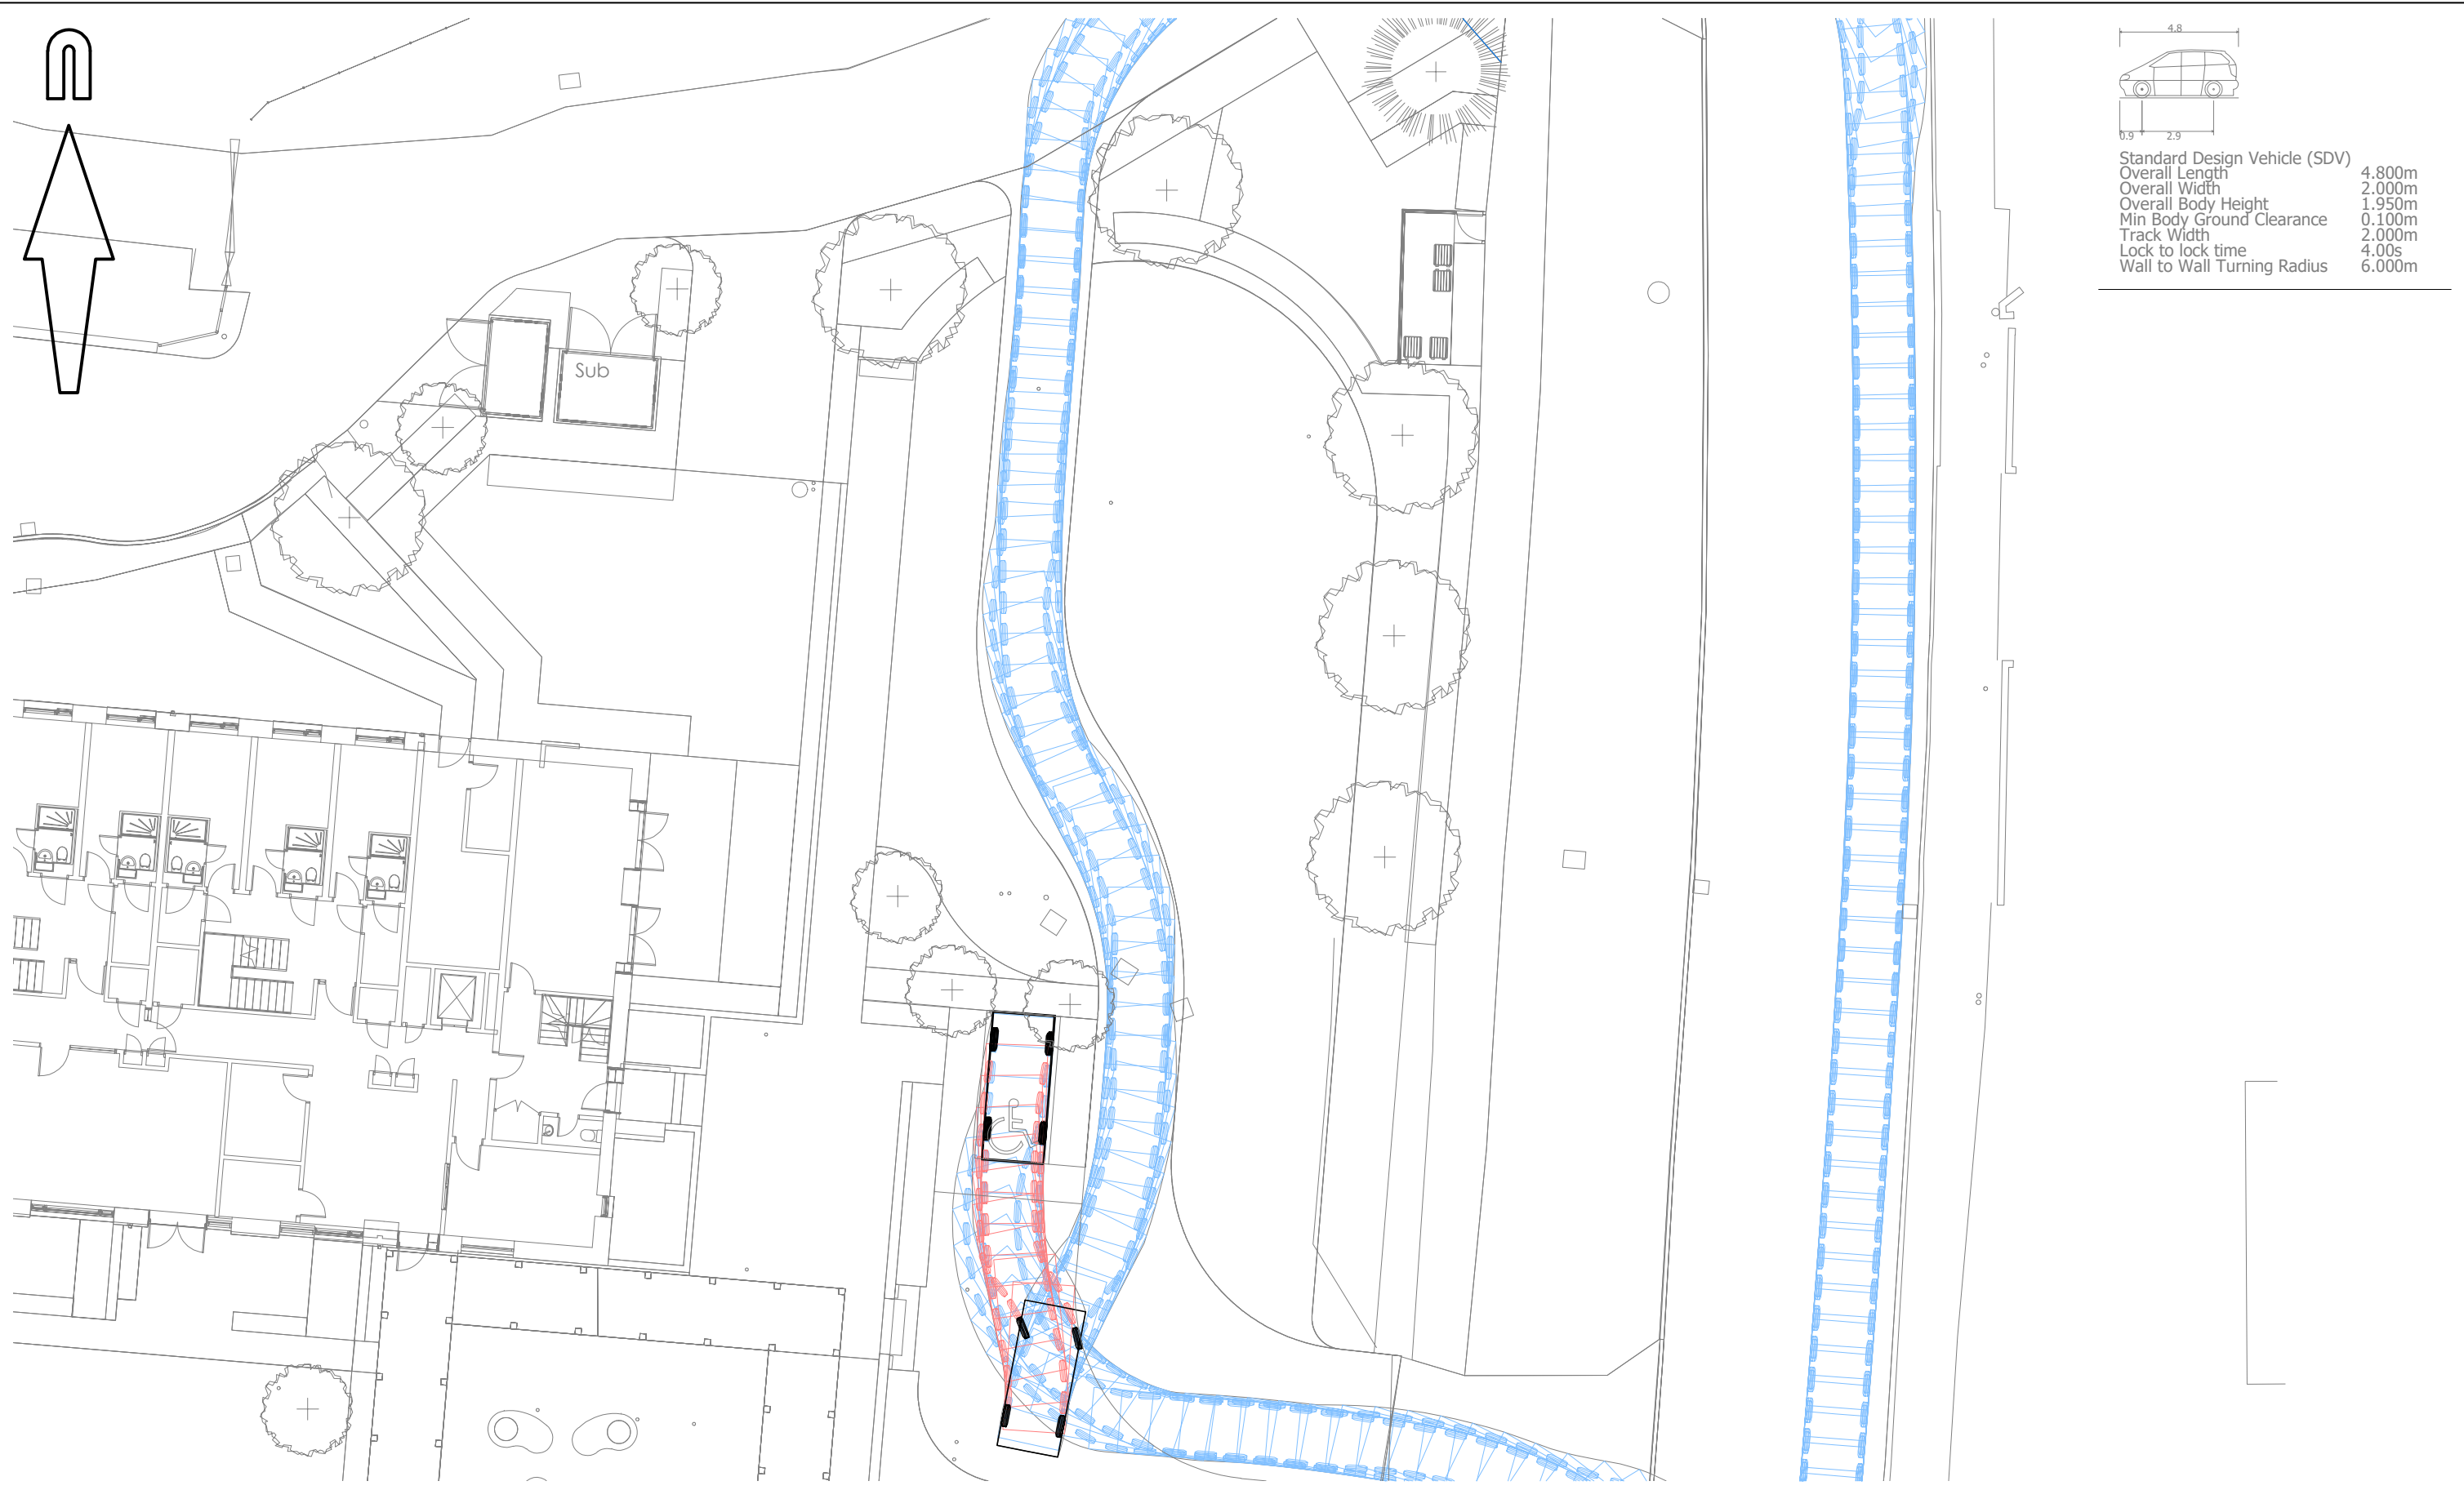 4.8
0.9 2.9
Standard Design Vehicle (SDV)
Overall Length 4.800m
Overall Width 2.000m
Overall Body Height 1.950m
Min Body Ground Clearance 0.100m
Track Width 2.000m
Lock to lock time 4.00s
Wall to Wall Turning Radius 6.000m
Sub